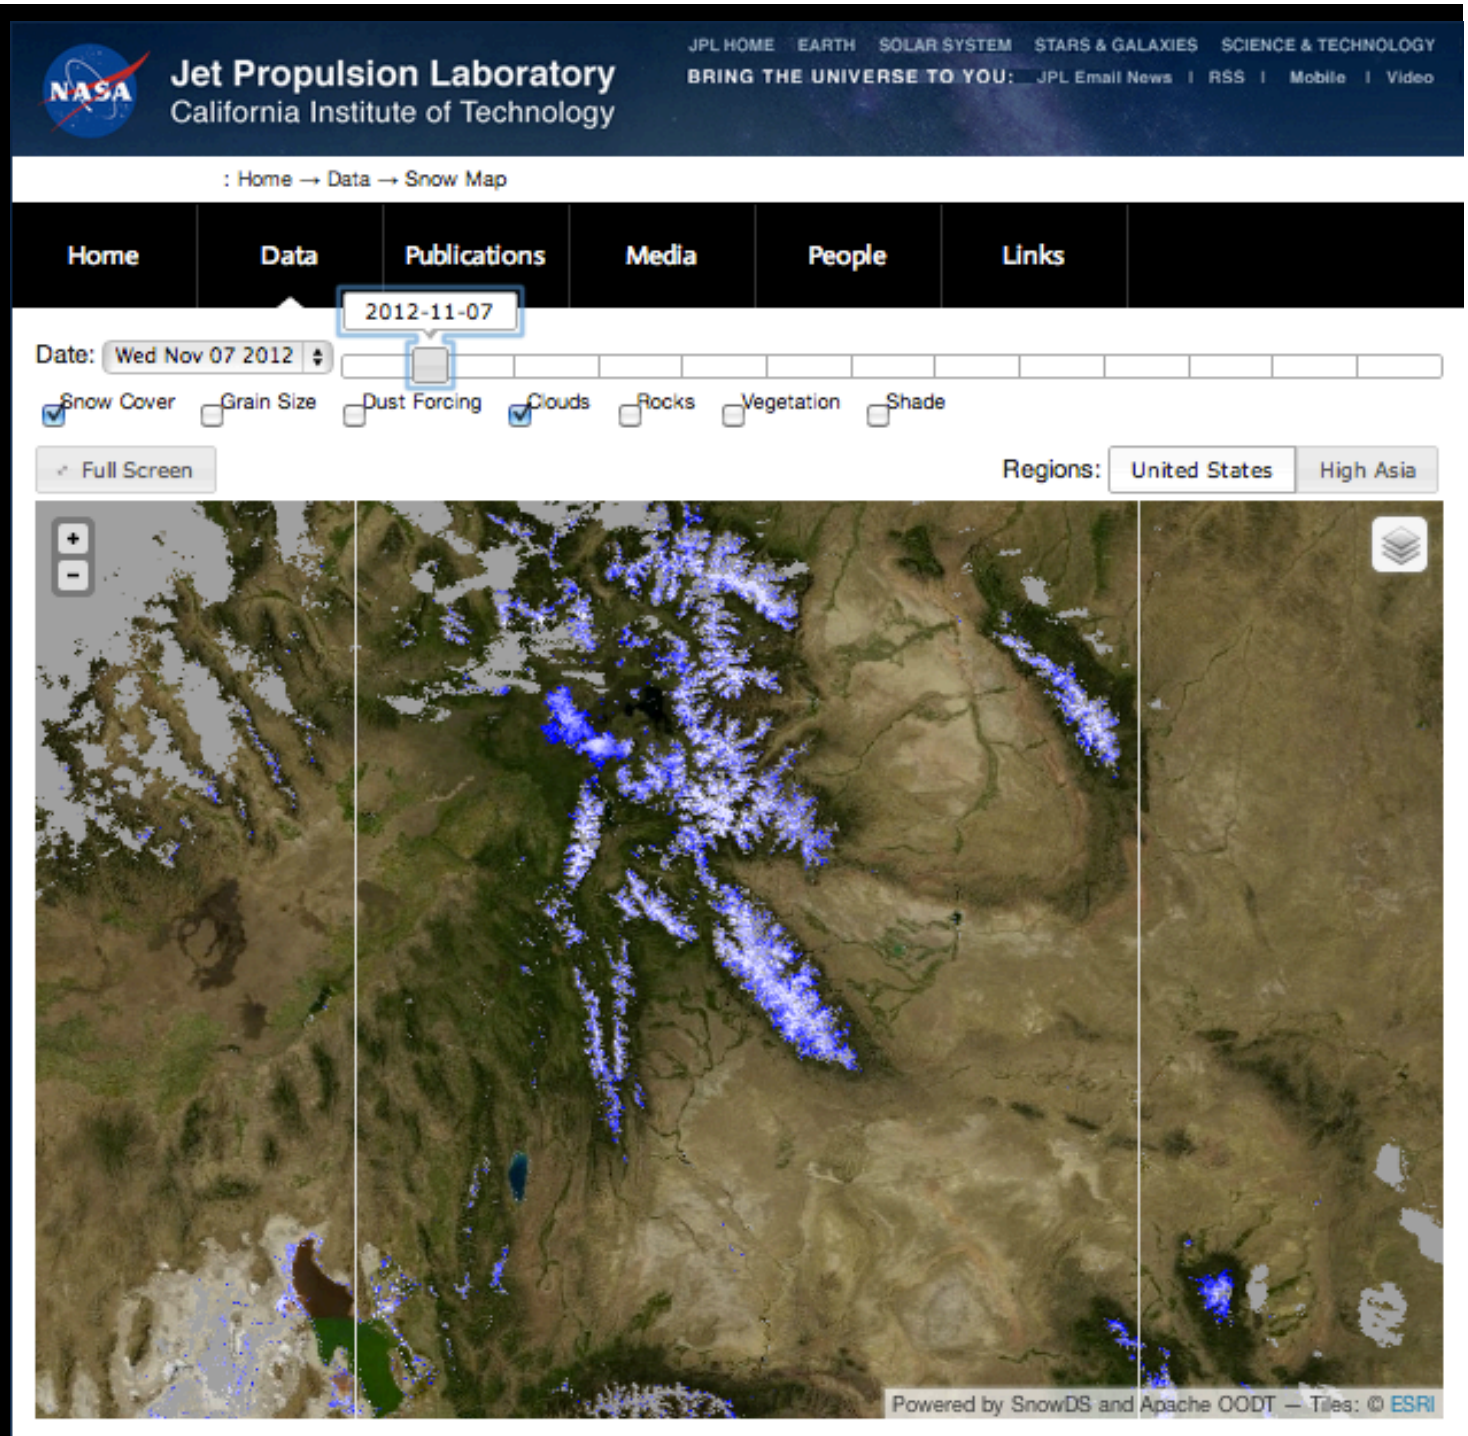 NASA
Jet Propulsion Laboratory
California Institute of Technology
JPL HOME EARTH SOLAR SYSTEM STARS & GALAXIES SCIENCE & TECHNOLOGY
BRING THE UNIVERSE TO YOU: JPL Email News | RSS | Mobile | Video
: Home → Data → Snow Map
Home Data Publications Media People Links
2012-11-07
Date: Wed Nov 07 2012
Snow Cover Grain Size Dust Forcing Clouds Rocks Vegetation Shade
Full Screen
Regions: United States High Asia
+
-
Powered by SnowDS and Apache OODT — Tiles: © ESRI